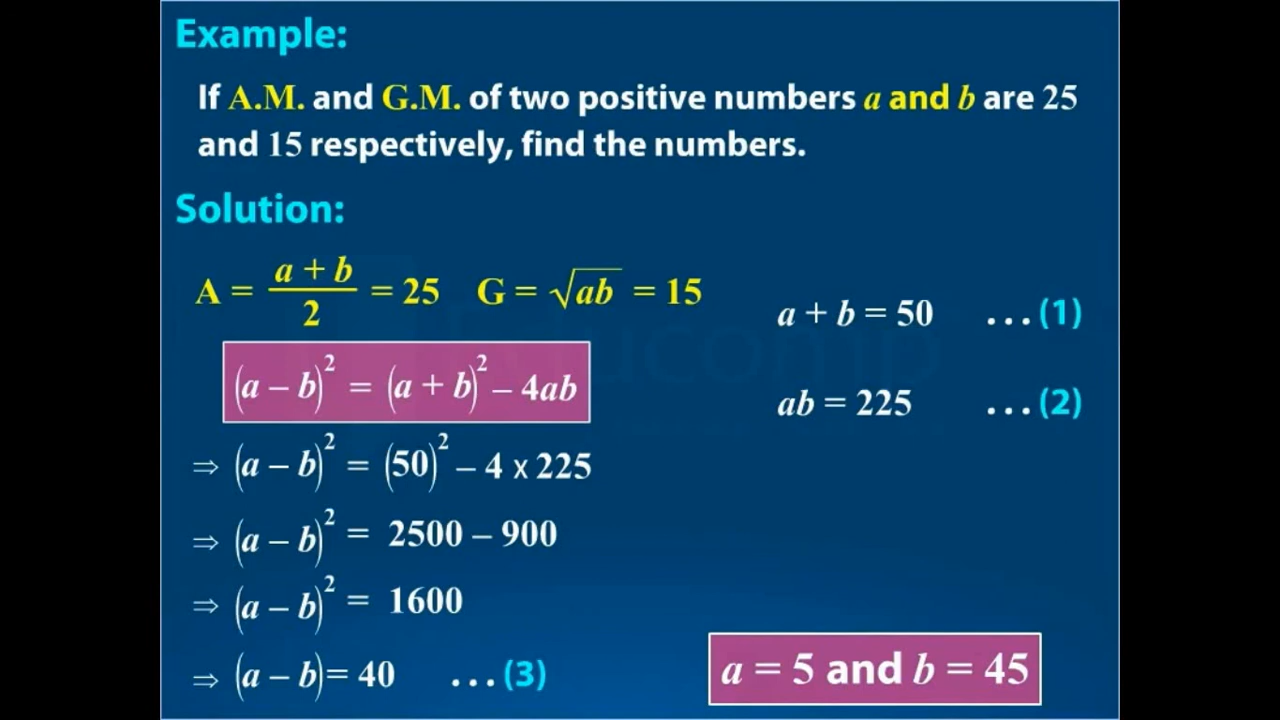 Example:
If A.M. and G.M. of two positive numbers a and b are 25
and 15 respectively, find the numbers.
Solution:
A = (a + b)/2 = 25 G = √ab = 15
a + b = 50 ...(1)
(a – b)² = (a + b)² – 4ab
ab = 225 ...(2)
⇒ (a – b)² = (50)² – 4 x 225
⇒ (a – b)² = 2500 – 900
⇒ (a – b)² = 1600
⇒ (a – b) = 40 ...(3)
a = 5 and b = 45
educomp